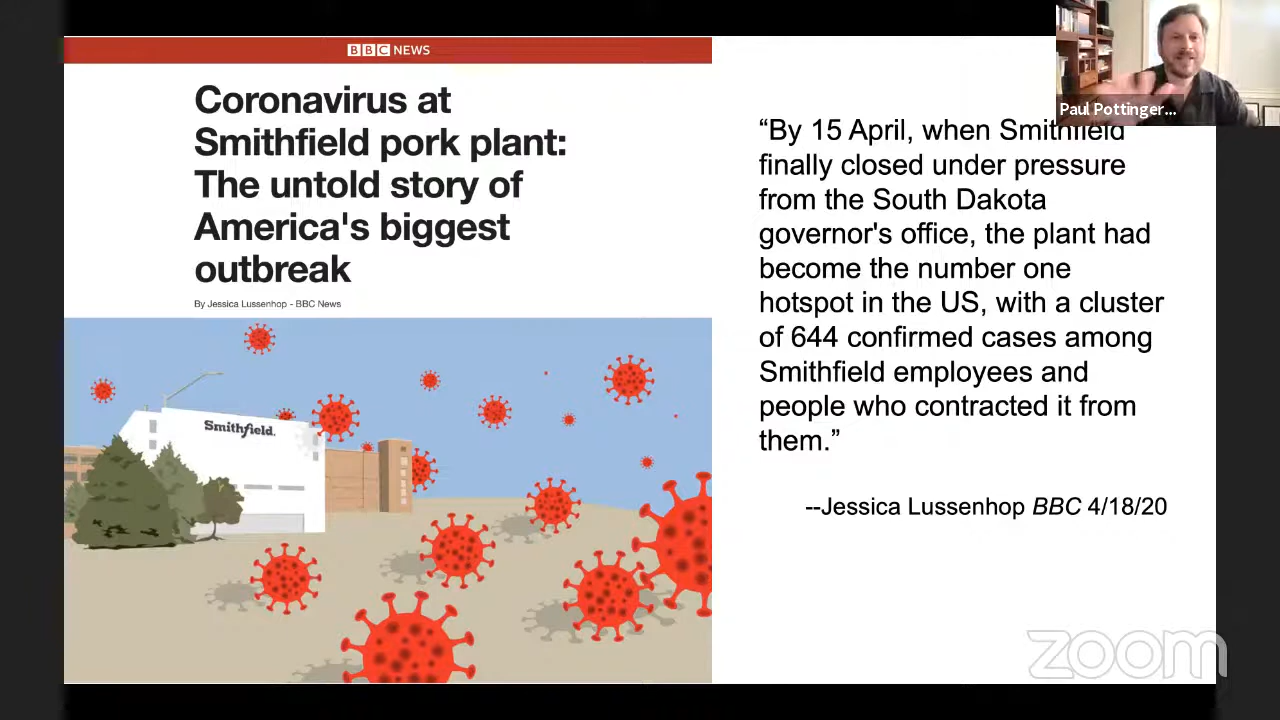 BBC NEWS
Coronavirus at
Smithfield pork plant:
The untold story of
America's biggest
outbreak
By Jessica Lussenhop - BBC News
Smithfield.
Paul Pottinger...
“By 15 April, when Smithfield
finally closed under pressure
from the South Dakota
governor's office, the plant had
become the number one
hotspot in the US, with a cluster
of 644 confirmed cases among
Smithfield employees and
people who contracted it from
them.”
--Jessica Lussenhop BBC 4/18/20
zoom